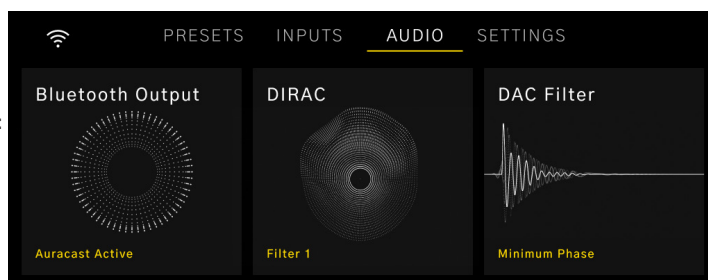 PRESETS INPUTS AUDIO SETTINGS
Bluetooth Output
Auracast Active
DIRAC
Filter 1
DAC Filter
Minimum Phase